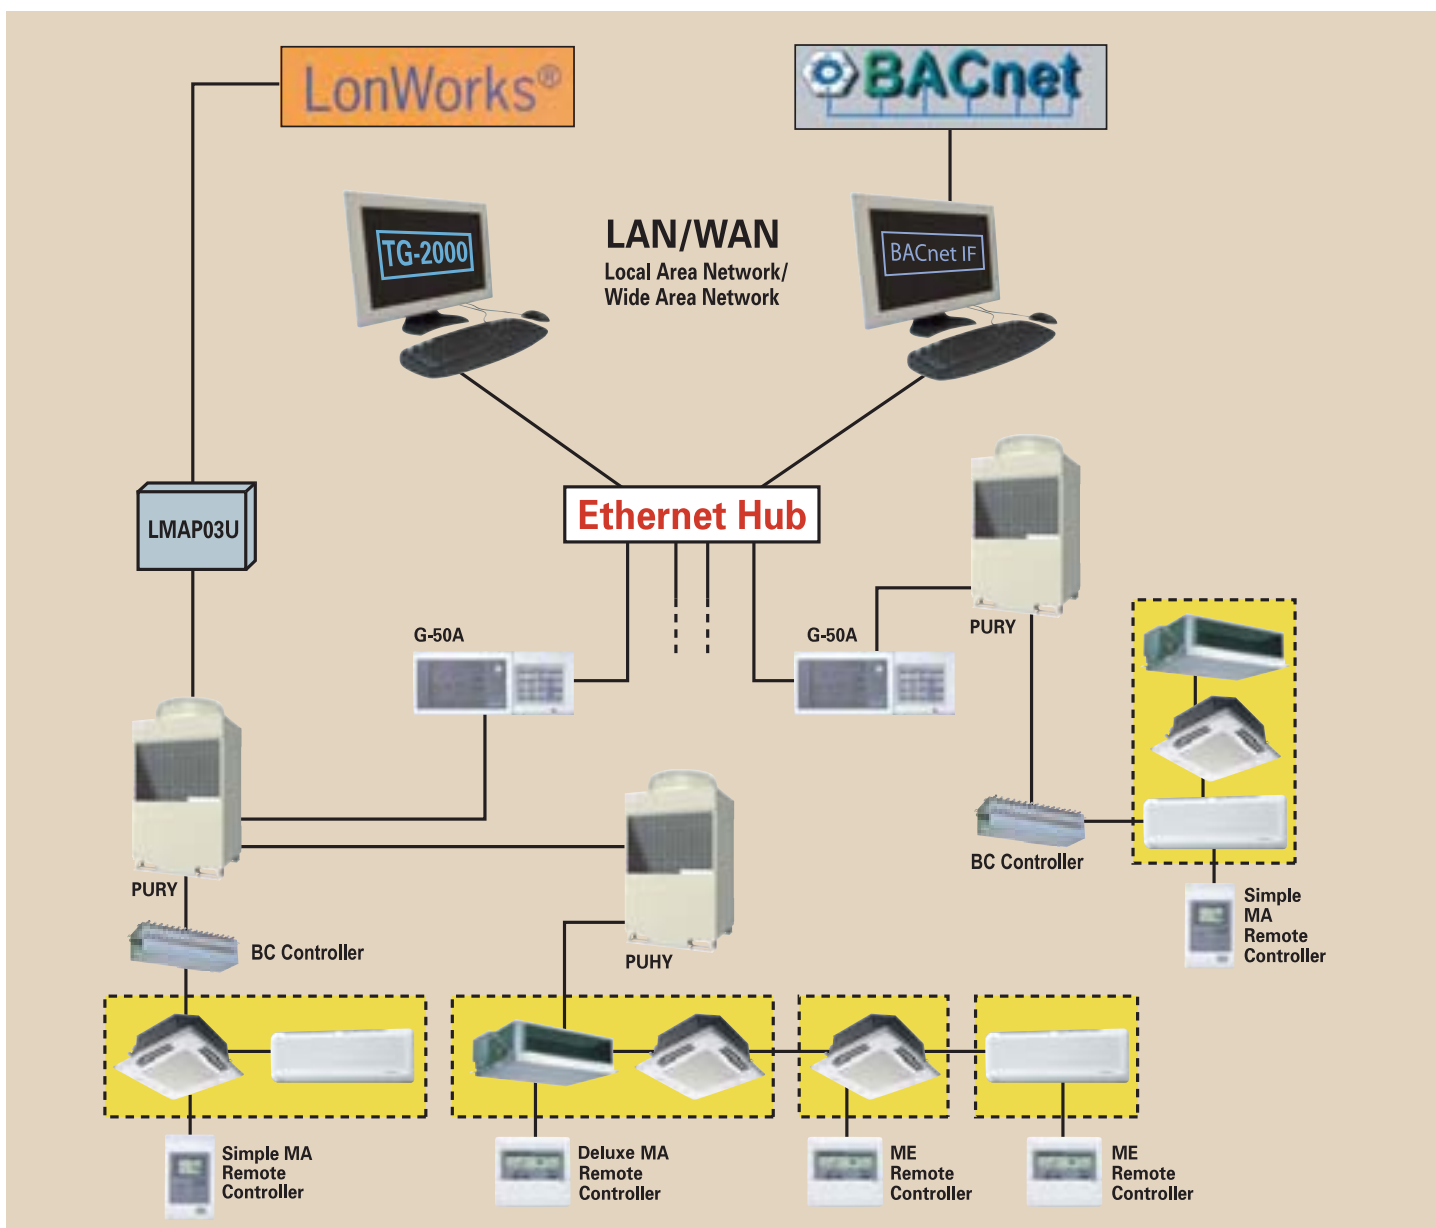 LonWorks®
BACnet
TG-2000
LAN/WAN
Local Area Network/
Wide Area Network
BACnet IF
LMAP03U
Ethernet Hub
G-50A
G-50A
PURY
PURY
BC Controller
PUHY
BC Controller
Simple
MA
Remote
Controller
Simple MA
Remote
Controller
Deluxe MA
Remote
Controller
ME
Remote
Controller
ME
Remote
Controller